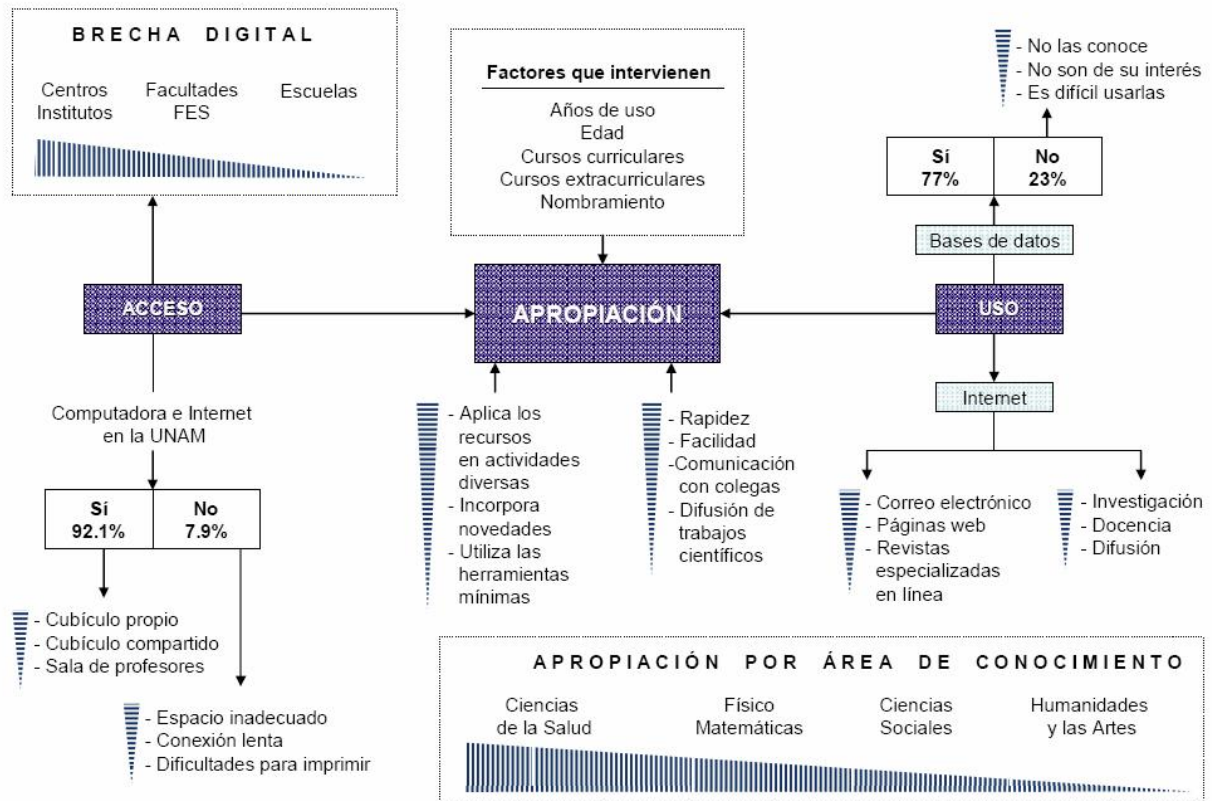 BRECHA DIGITAL
Centros
Institutos
Facultades
FES
Escuelas
Factores que intervienen
Años de uso
Edad
Cursos curriculares
Cursos extracurriculares
Nombramiento
- No las conoce
- No son de su interés
- Es difícil usarlas
Sí
77%
No
23%
Bases de datos
ACCESO
APROPIACIÓN
USO
Internet
Computadora e Internet
en la UNAM
Sí
92.1%
No
7.9%
- Cubículo propio
- Cubículo compartido
- Sala de profesores
- Espacio inadecuado
- Conexión lenta
- Dificultades para imprimir
- Aplica los
recursos
en actividades
diversas
- Incorpora
novedades
- Utiliza las
herramientas
mínimas
- Rapidez
- Facilidad
-Comunicación
con colegas
- Difusión de
trabajos
científicos
- Correo electrónico
- Páginas web
- Revistas
especializadas
en línea
- Investigación
- Docencia
- Difusión
APROPIACIÓN POR ÁREA DE CONOCIMIENTO
Ciencias
de la Salud
Físico
Matemáticas
Ciencias
Sociales
Humanidades
y las Artes